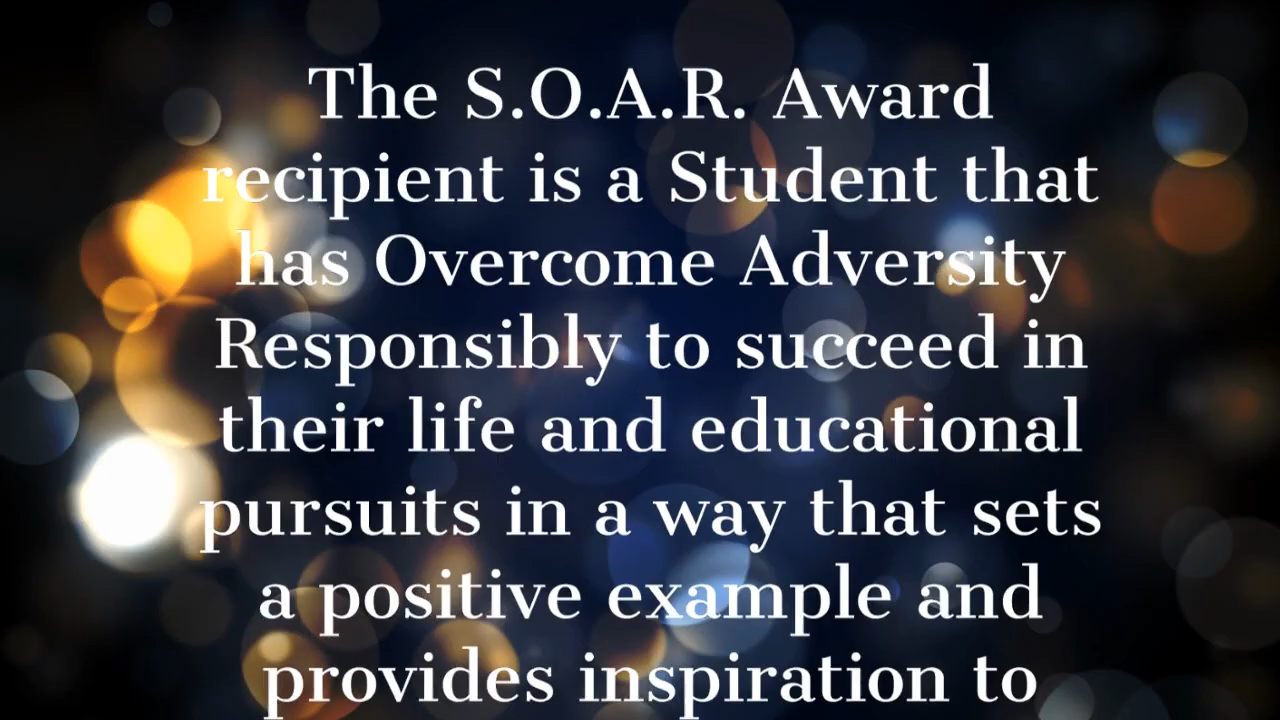 The S.O.A.R. Award
recipient is a Student that
has Overcome Adversity
Responsibly to succeed in
their life and educational
pursuits in a way that sets
a positive example and
provides inspiration to